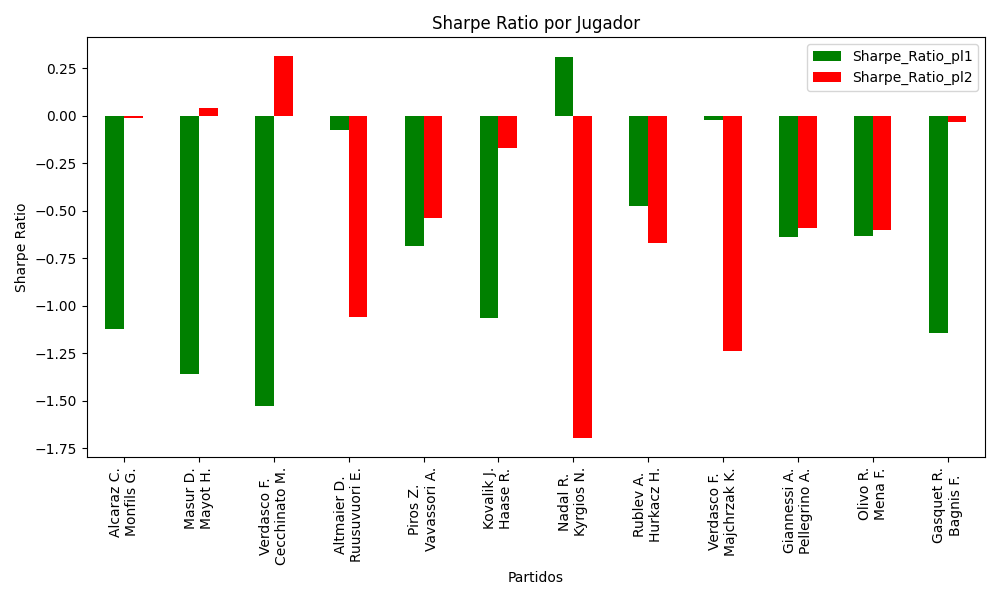 Sharpe Ratio por Jugador
Sharpe_Ratio_pl1
Sharpe_Ratio_pl2
Sharpe Ratio
0.25
0.00
−0.25
−0.50
−0.75
−1.00
−1.25
−1.50
−1.75
Alcaraz C.
Monfils G.
Masur D.
Mayot H.
Verdasco F.
Cecchinato M.
Altmaier D.
Ruusuvuori E.
Piros Z.
Vavassori A.
Kovalik J.
Haase R.
Nadal R.
Kyrgios N.
Rublev A.
Hurkacz H.
Verdasco F.
Majchrzak K.
Giannessi A.
Pellegrino A.
Olivo R.
Mena F.
Gasquet R.
Bagnis F.
Partidos